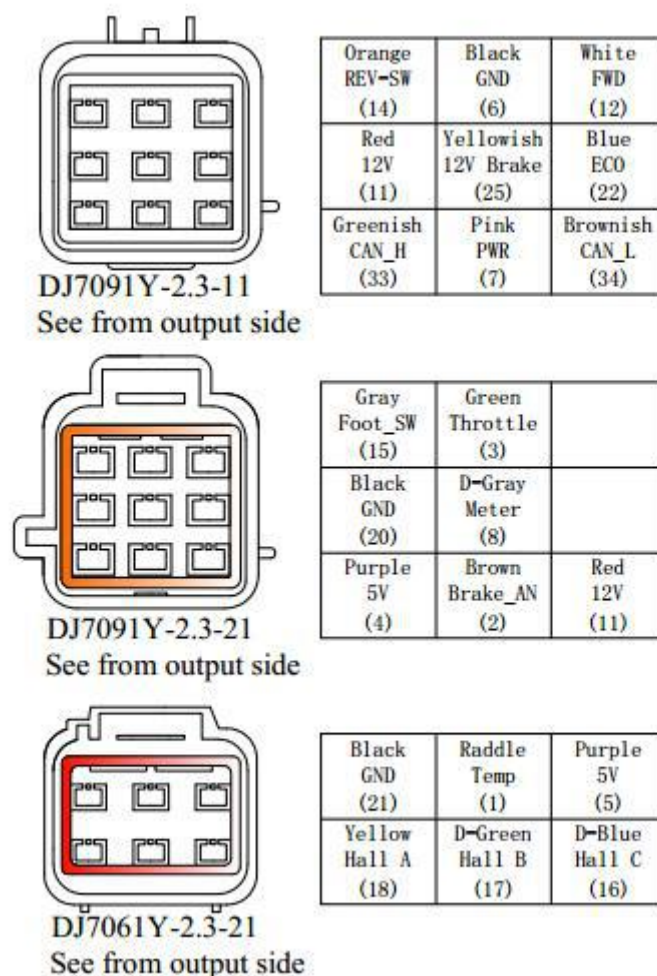 Orange Black White
REV-SW GND FWD
(14) (6) (12)
Red Yellowish Blue
12V 12V Brake ECO
(11) (25) (22)
Greenish Pink Brownish
CAN_H PWR CAN_L
(33) (7) (34)
DJ7091Y-2.3-11
See from output side
Gray Green
Foot_SW Throttle
(15) (3)
Black D-Gray
GND Meter
(20) (8)
Purple Brown Red
5V Brake_AN 12V
(4) (2) (11)
DJ7091Y-2.3-21
See from output side
Black Raddle Purple
GND Temp 5V
(21) (1) (5)
Yellow D-Green D-Blue
Hall A Hall B Hall C
(18) (17) (16)
DJ7061Y-2.3-21
See from output side